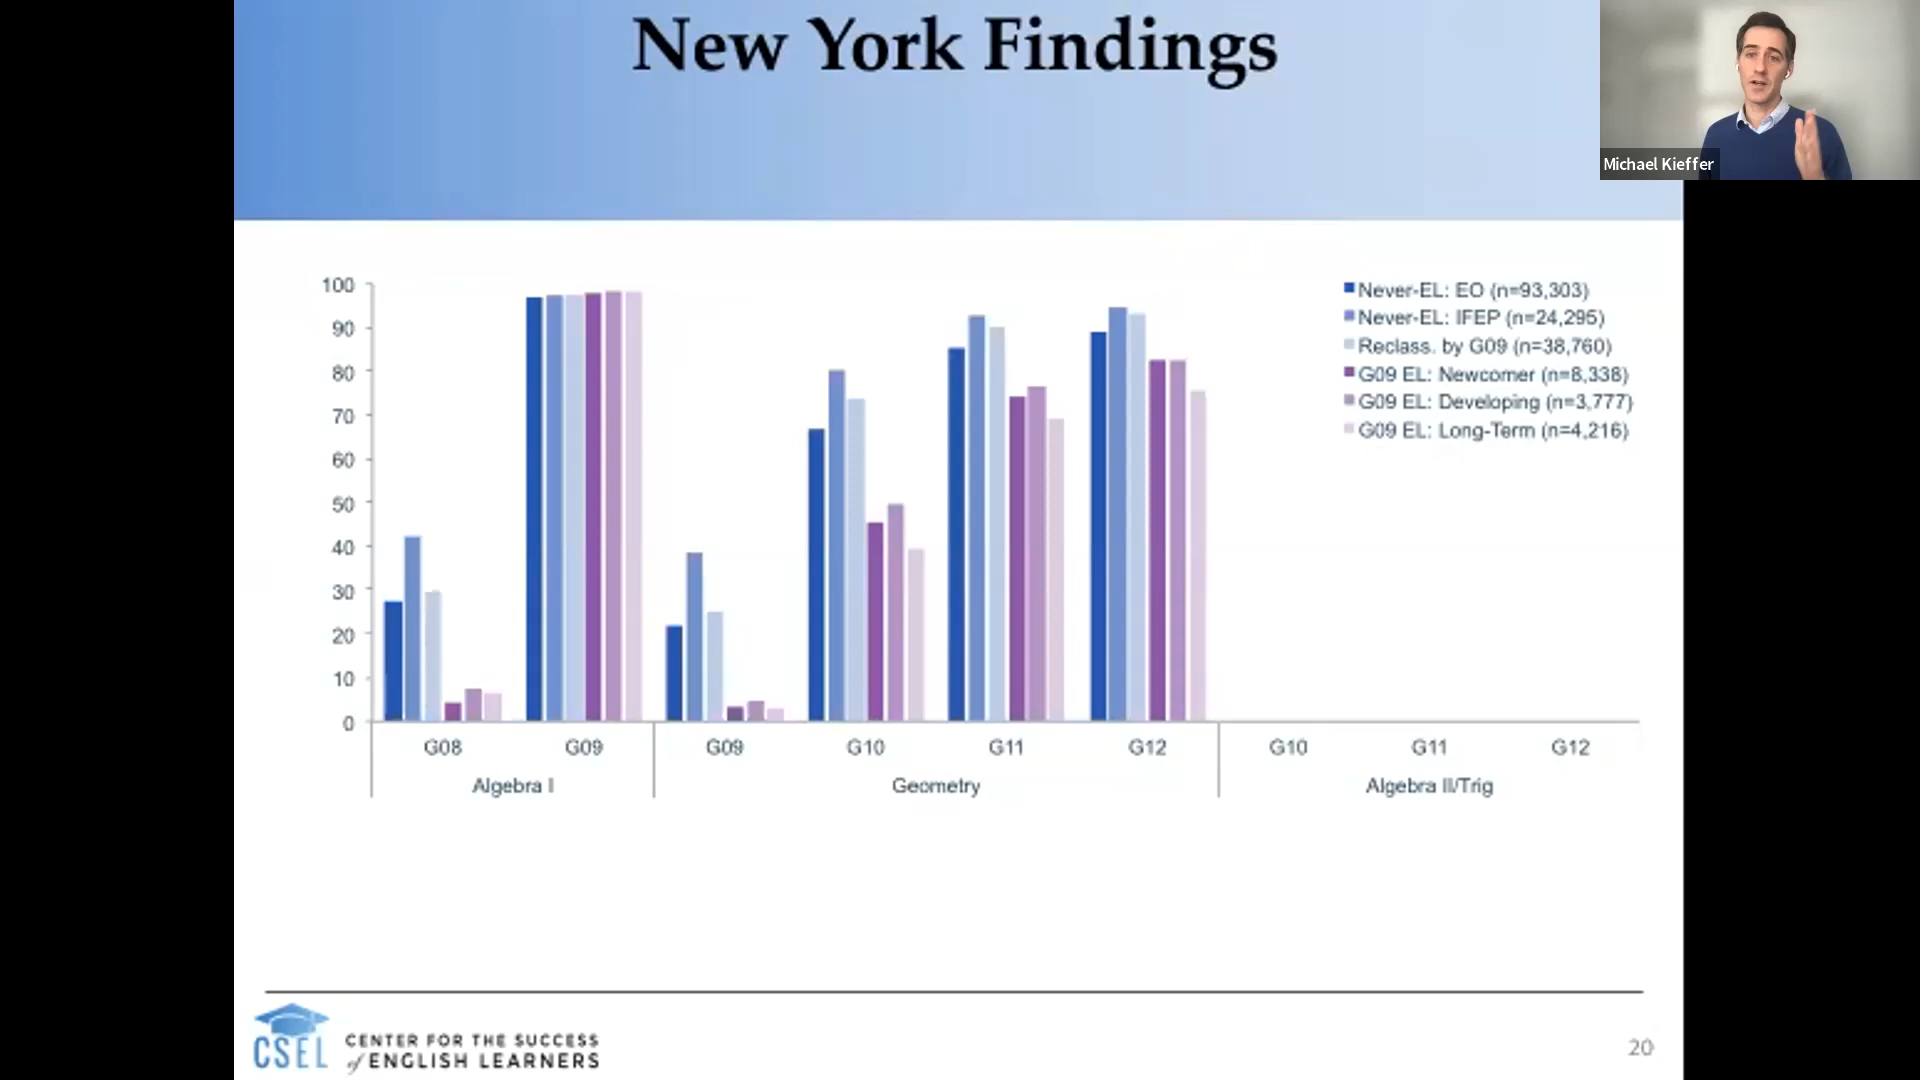 New York Findings
Michael Kieffer
100
90
80
70
60
50
40
30
20
10
0
Never-EL: EO (n=93,303)
Never-EL: IFEP (n=24,295)
Reclass. by G09 (n=38,760)
G09 EL: Newcomer (n=8,338)
G09 EL: Developing (n=3,777)
G09 EL: Long-Term (n=4,216)
G08 G09 G09 G10 G11 G12 G10 G11 G12
Algebra I Geometry Algebra II/Trig
CSEL
CENTER FOR THE SUCCESS
of ENGLISH LEARNERS
20